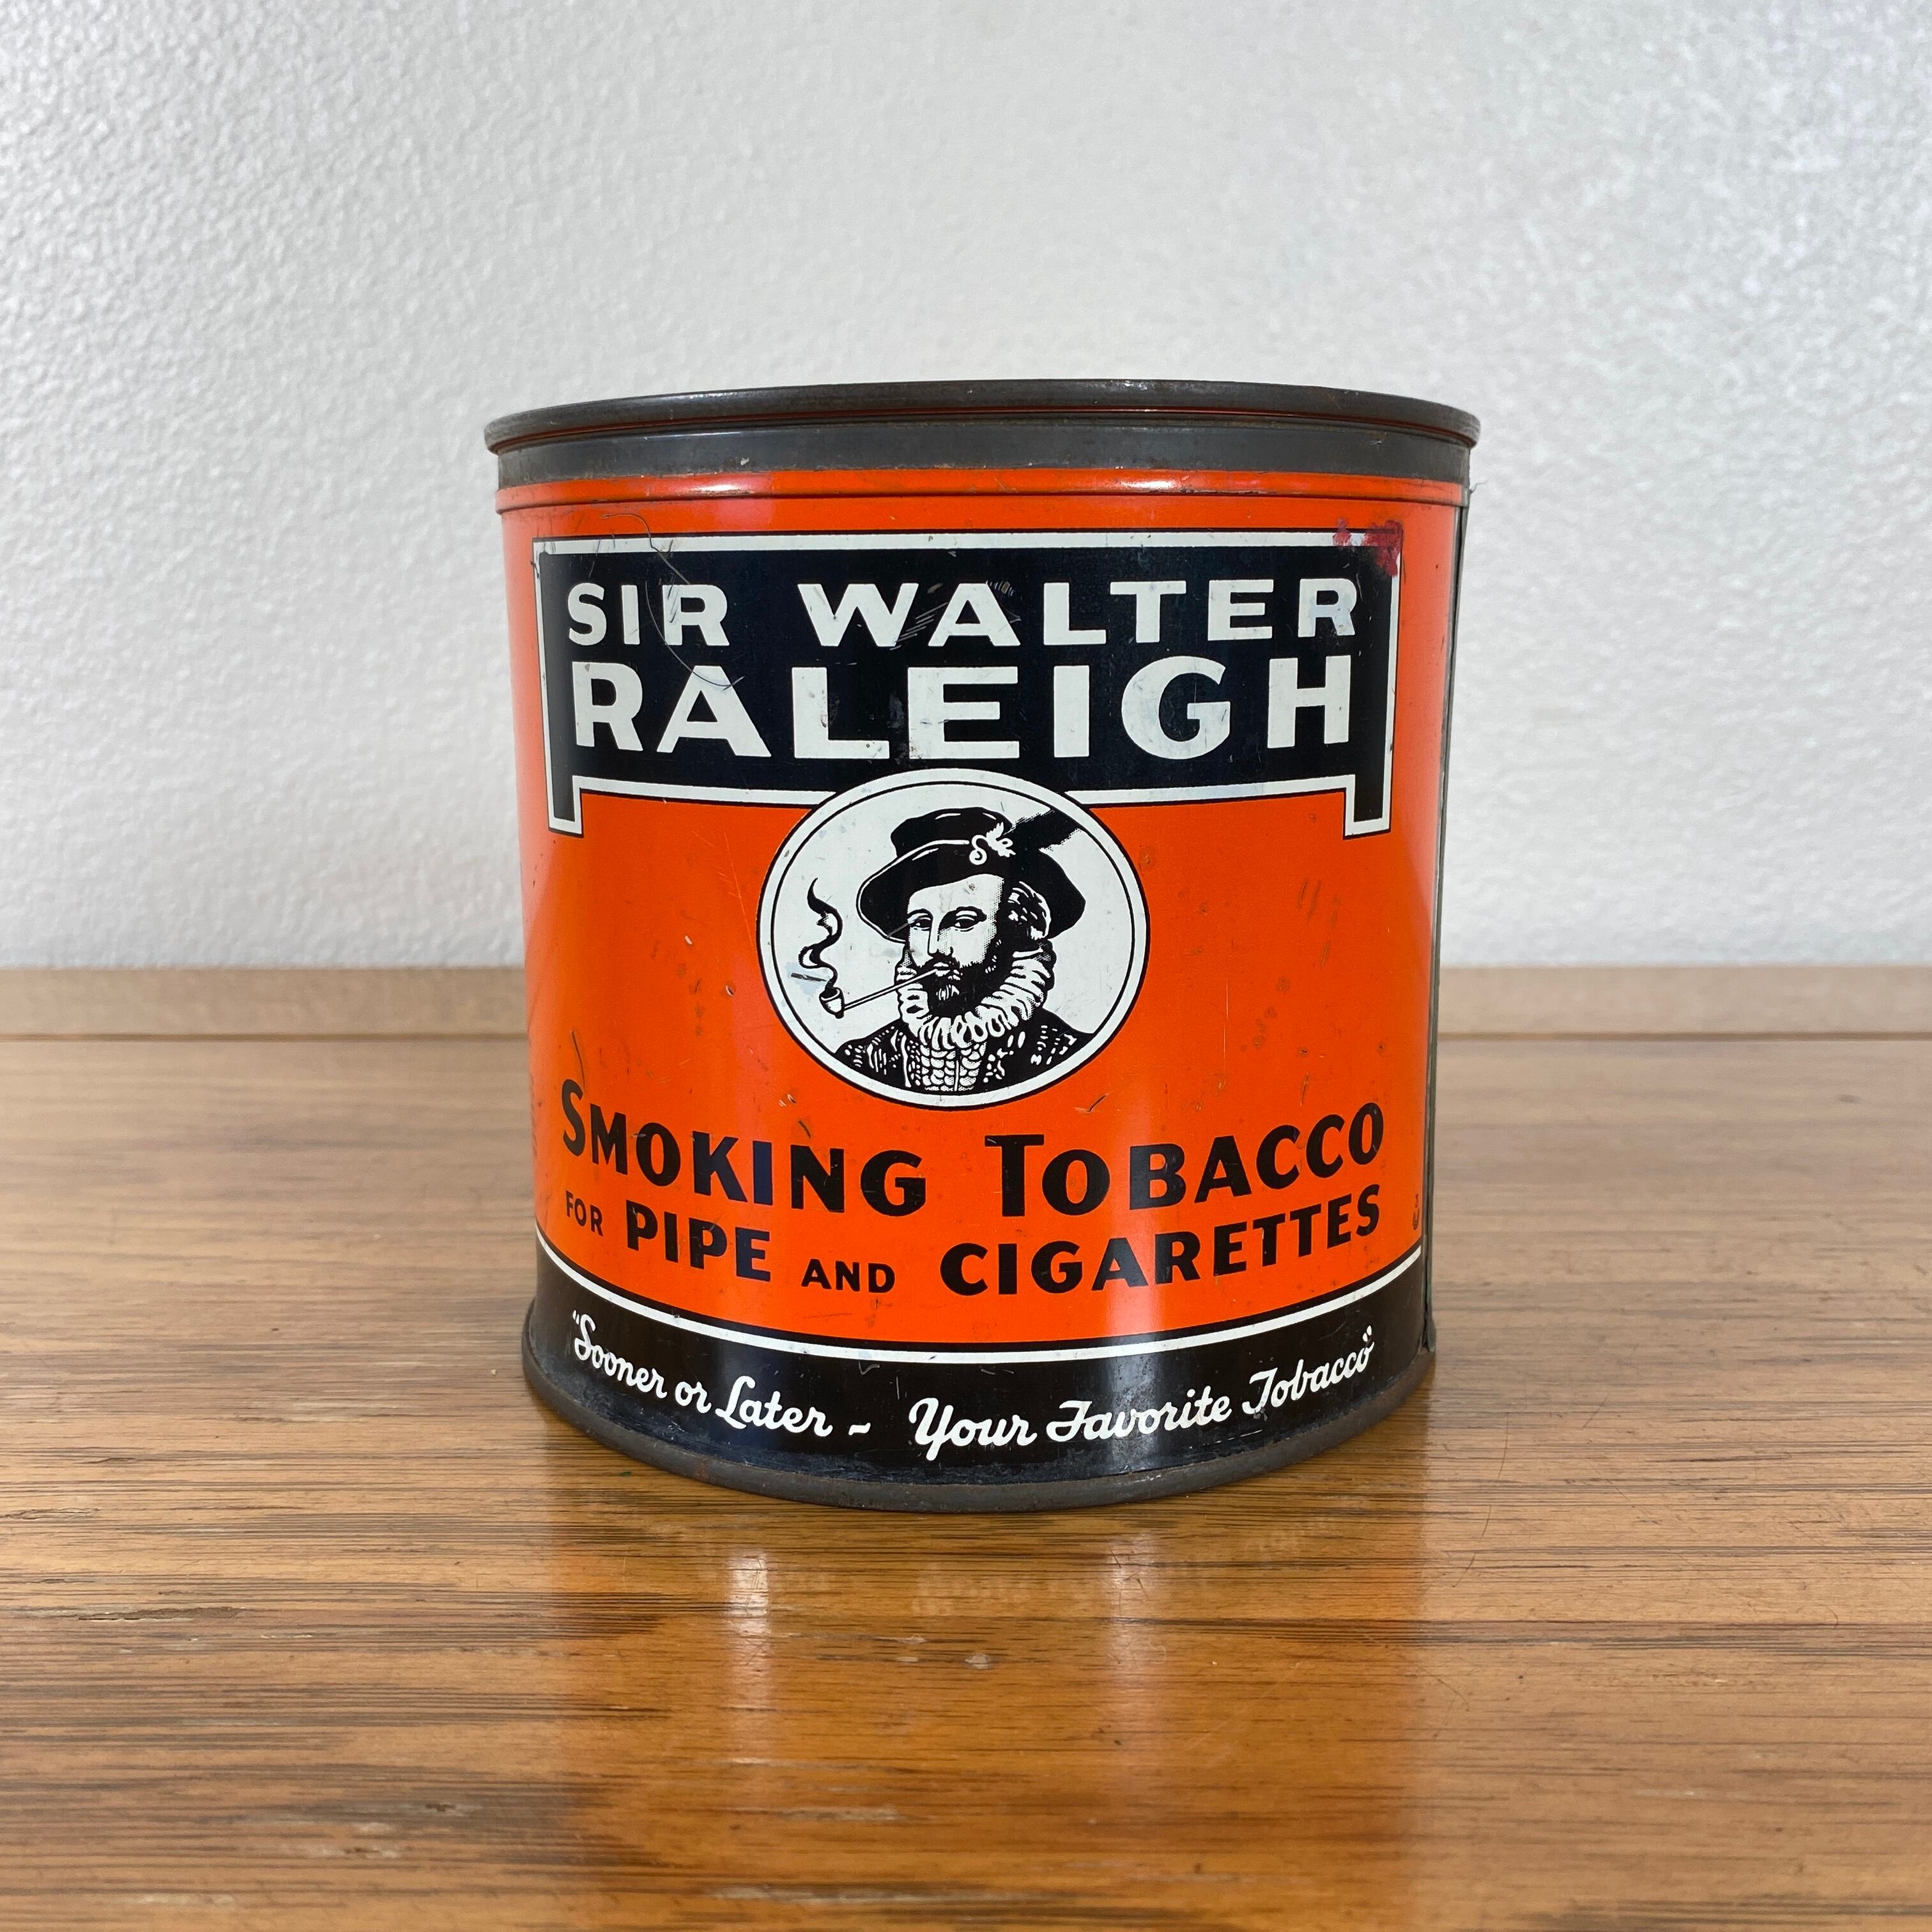 SIR WALTER
RALEIGH
SMOKING TOBACCO
FOR PIPE AND CIGARETTES
"Sooner or Later - Your Favorite Tobacco"